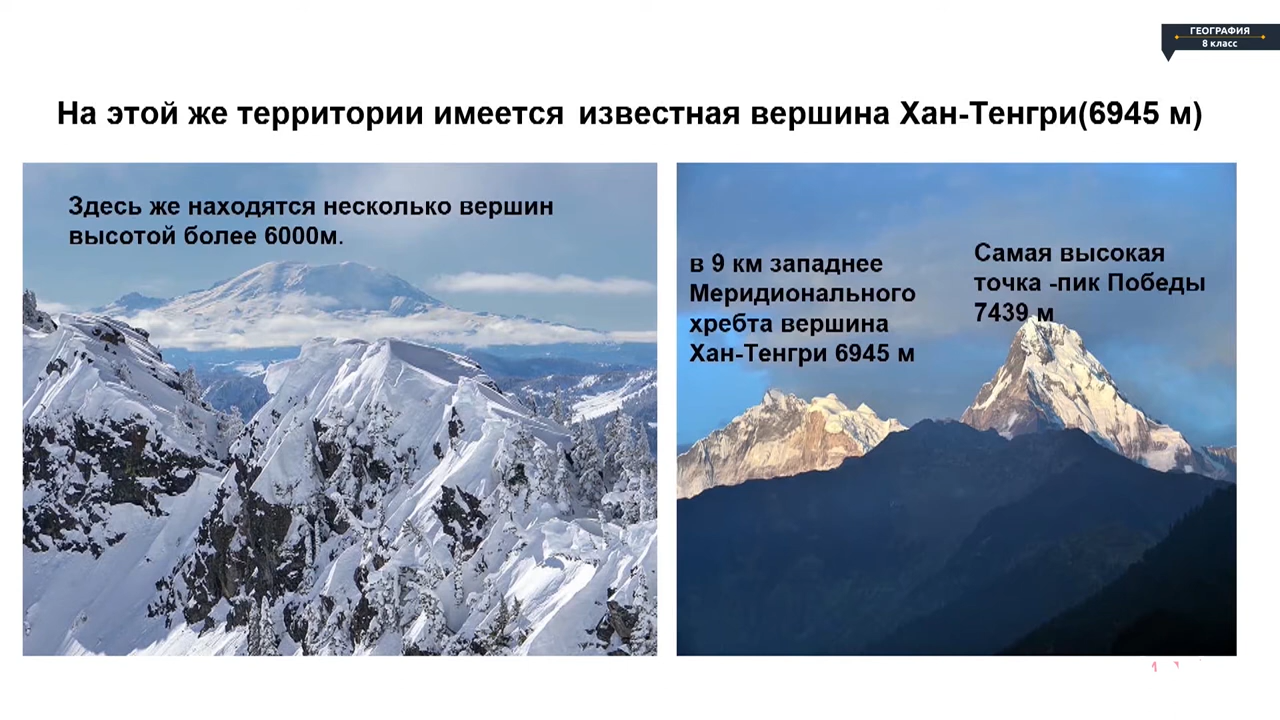 ГЕОГРАФИЯ
8 класс
На этой же территории имеется известная вершина Хан-Тенгри(6945 м)
Здесь же находятся несколько вершин
высотой более 6000м.
в 9 км западнее
Меридионального
хребта вершина
Хан-Тенгри 6945 м
Самая высокая
точка -пик Победы
7439 м